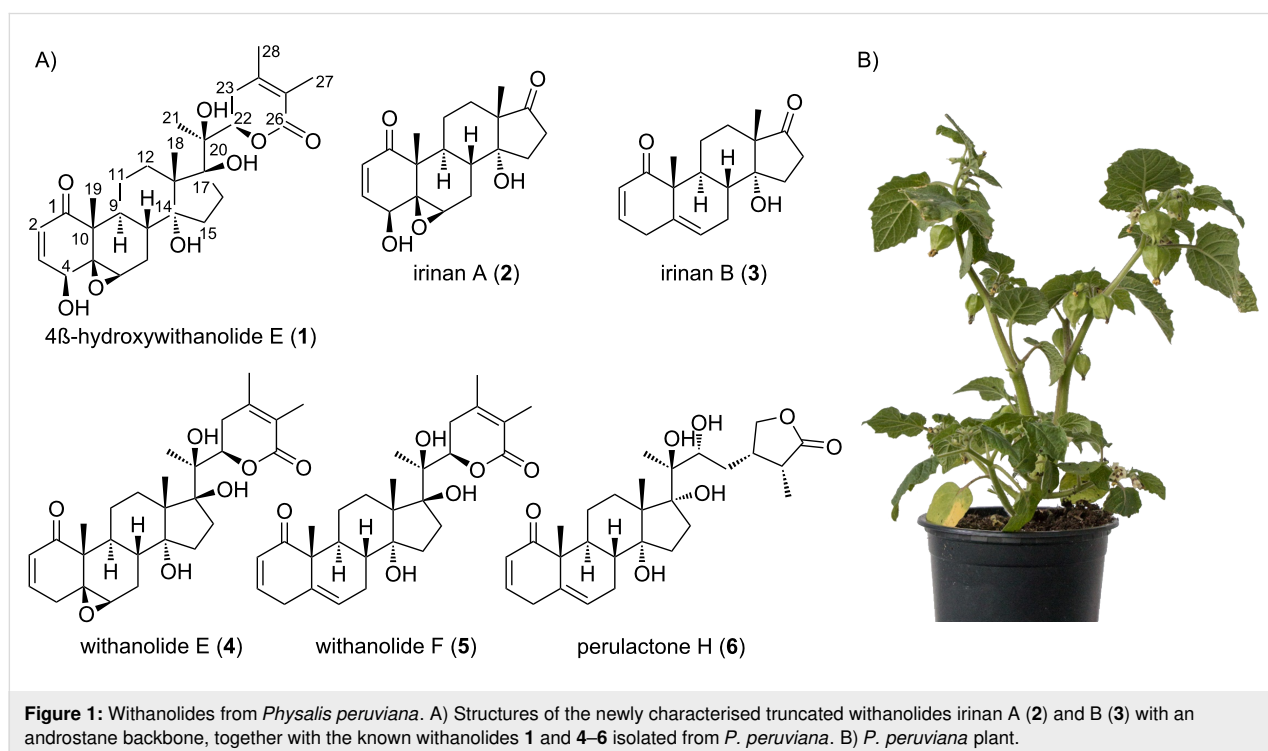 A)
B)
28
27
23
21
OH
22
26
O
O
20
18
12
OH
17
11
O
19
H
1
14
2
9
15
10
H
OH
4
O
OH
4ß-hydroxywithanolide E (1)
O
O
H
H
OH
O
OH
irinan A (2)
O
O
H
H
OH
irinan B (3)
OH
O
O
OH
O
H
H
OH
O
withanolide E (4)
OH
O
O
OH
O
H
H
OH
withanolide F (5)
OH
OH
O
O
OH
O
H
H
OH
perulactone H (6)
Figure 1: Withanolides from Physalis peruviana. A) Structures of the newly characterised truncated withanolides irinan A (2) and B (3) with an
androstane backbone, together with the known withanolides 1 and 4–6 isolated from P. peruviana. B) P. peruviana plant.